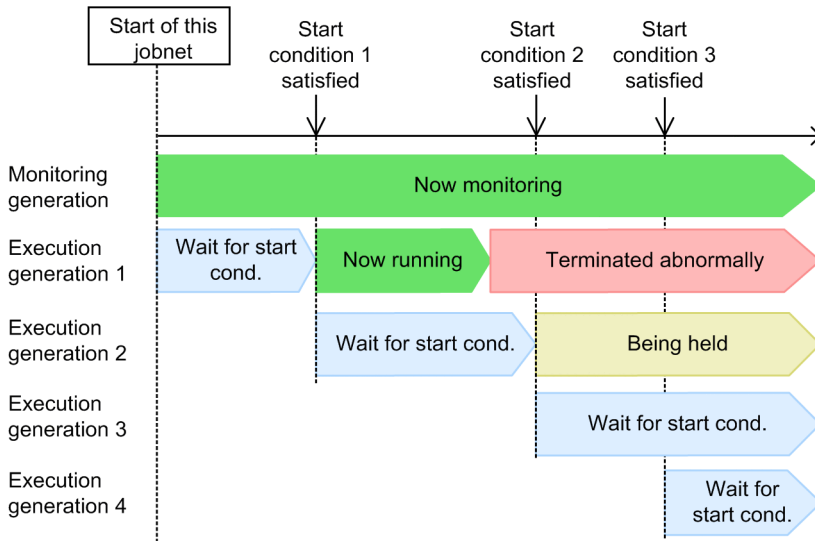 Start of this
jobnet
Start
condition 1
satisfied
Start
condition 2
satisfied
Start
condition 3
satisfied
Monitoring
generation
Now monitoring
Execution
generation 1
Wait for start
cond.
Now running
Terminated abnormally
Execution
generation 2
Wait for start cond.
Being held
Execution
generation 3
Wait for start cond.
Execution
generation 4
Wait for
start cond.